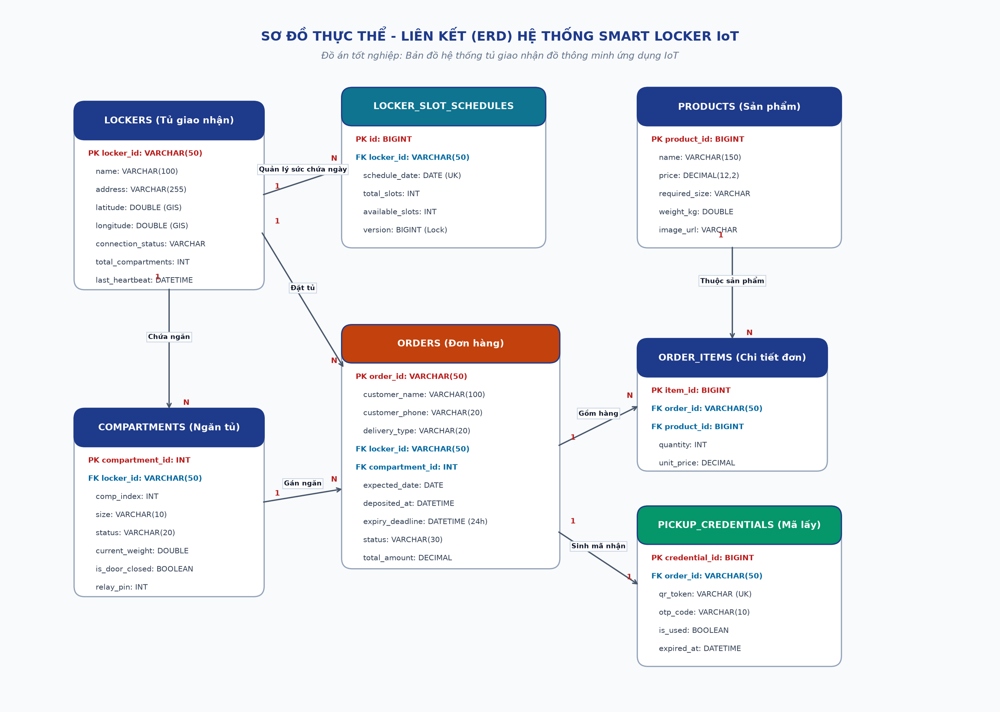 SƠ ĐỒ THỰC THỂ - LIÊN KẾT (ERD) HỆ THỐNG SMART LOCKER IoT
Đồ án tốt nghiệp: Bản đồ hệ thống tủ giao nhận đồ thông minh ứng dụng IoT
LOCKERS (Tủ giao nhận)
PK locker_id: VARCHAR(50)
name: VARCHAR(100)
address: VARCHAR(255)
latitude: DOUBLE (GIS)
longitude: DOUBLE (GIS)
connection_status: VARCHAR
total_compartments: INT
last_heartbeat: DATETIME
1
Quản lý sức chứa ngày
1
N
LOCKER_SLOT_SCHEDULES
PK id: BIGINT
FK locker_id: VARCHAR(50)
schedule_date: DATE (UK)
total_slots: INT
available_slots: INT
version: BIGINT (Lock)
PRODUCTS (Sản phẩm)
PK product_id: BIGINT
name: VARCHAR(150)
price: DECIMAL(12,2)
required_size: VARCHAR
weight_kg: DOUBLE
image_url: VARCHAR
1
Thuộc sản phẩm
N
1
Đặt tủ
N
Chứa ngăn
N
COMPARTMENTS (Ngăn tủ)
PK compartment_id: INT
FK locker_id: VARCHAR(50)
comp_index: INT
size: VARCHAR(10)
status: VARCHAR(20)
current_weight: DOUBLE
is_door_closed: BOOLEAN
relay_pin: INT
1
Gán ngăn
N
ORDERS (Đơn hàng)
PK order_id: VARCHAR(50)
customer_name: VARCHAR(100)
customer_phone: VARCHAR(20)
delivery_type: VARCHAR(20)
FK locker_id: VARCHAR(50)
FK compartment_id: INT
expected_date: DATE
deposited_at: DATETIME
expiry_deadline: DATETIME (24h)
status: VARCHAR(30)
total_amount: DECIMAL
1
Gồm hàng
N
ORDER_ITEMS (Chi tiết đơn)
PK item_id: BIGINT
FK order_id: VARCHAR(50)
FK product_id: BIGINT
quantity: INT
unit_price: DECIMAL
1
Sinh mã nhận
1
PICKUP_CREDENTIALS (Mã lấy)
PK credential_id: BIGINT
FK order_id: VARCHAR(50)
qr_token: VARCHAR (UK)
otp_code: VARCHAR(10)
is_used: BOOLEAN
expired_at: DATETIME